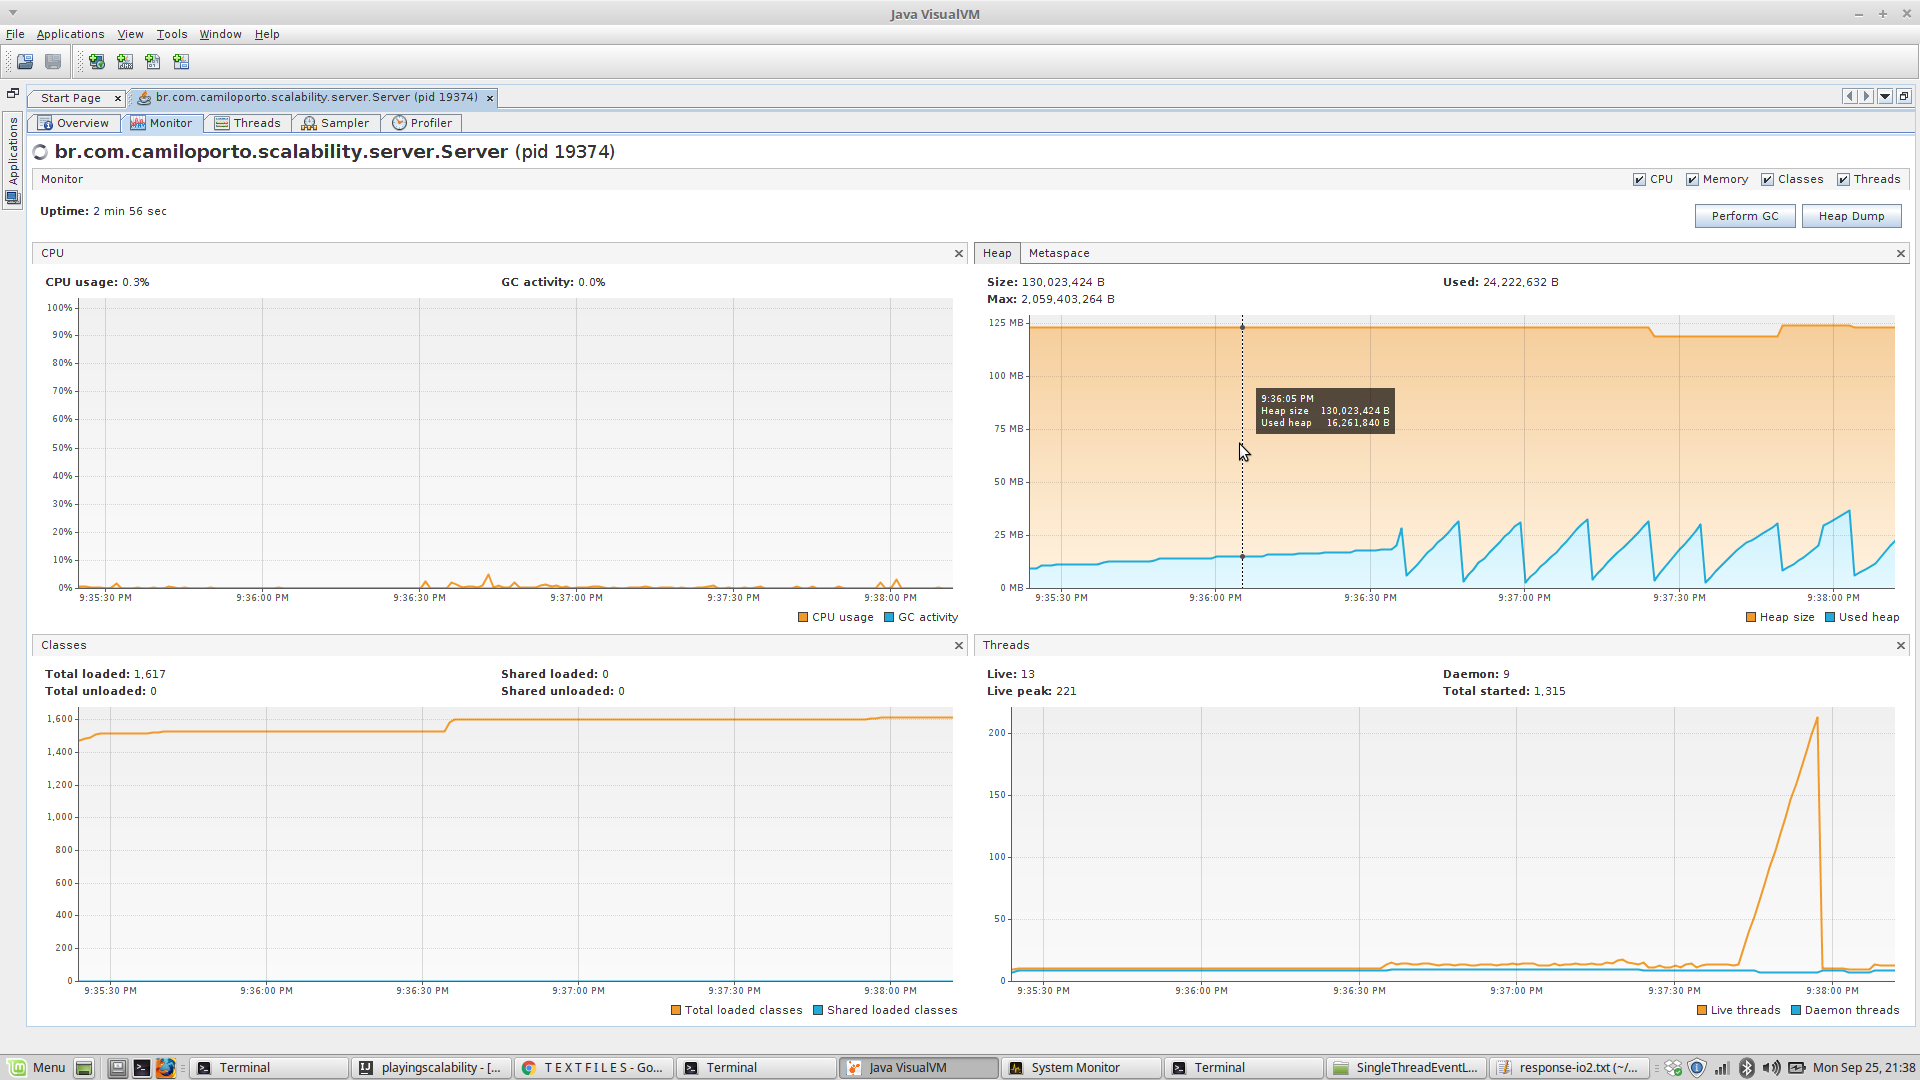 Java VisualVM
File Applications View Tools Window Help
Start Page
br.com.camiloporto.scalability.server.Server (pid 19374)
Applications
Overview Monitor Threads Sampler Profiler
br.com.camiloporto.scalability.server.Server (pid 19374)
Monitor
CPU Memory Classes Threads
Uptime: 2 min 56 sec
Perform GC Heap Dump
CPU
CPU usage: 0.3% GC activity: 0.0%
100%
90%
80%
70%
60%
50%
40%
30%
20%
10%
0%
9:35:30 PM 9:36:00 PM 9:36:30 PM 9:37:00 PM 9:37:30 PM 9:38:00 PM
CPU usage GC activity
Heap Metaspace
Size: 130,023,424 B Used: 24,222,632 B
Max: 2,059,403,264 B
125 MB
100 MB
75 MB
50 MB
25 MB
0 MB
9:36:05 PM
Heap size 130,023,424 B
Used heap 16,261,840 B
9:35:30 PM 9:36:00 PM 9:36:30 PM 9:37:00 PM 9:37:30 PM 9:38:00 PM
Heap size Used heap
Classes
Total loaded: 1,617 Shared loaded: 0
Total unloaded: 0 Shared unloaded: 0
1,600
1,400
1,200
1,000
800
600
400
200
0
9:35:30 PM 9:36:00 PM 9:36:30 PM 9:37:00 PM 9:37:30 PM 9:38:00 PM
Total loaded classes Shared loaded classes
Threads
Live: 13 Daemon: 9
Live peak: 221 Total started: 1,315
200
150
100
50
0
9:35:30 PM 9:36:00 PM 9:36:30 PM 9:37:00 PM 9:37:30 PM 9:38:00 PM
Live threads Daemon threads
Menu Terminal playingscalability - [... T E X T F I L E S - Go... Terminal Java VisualVM System Monitor Terminal SingleThreadEventL... response-io2.txt (~/... Mon Sep 25, 21:38